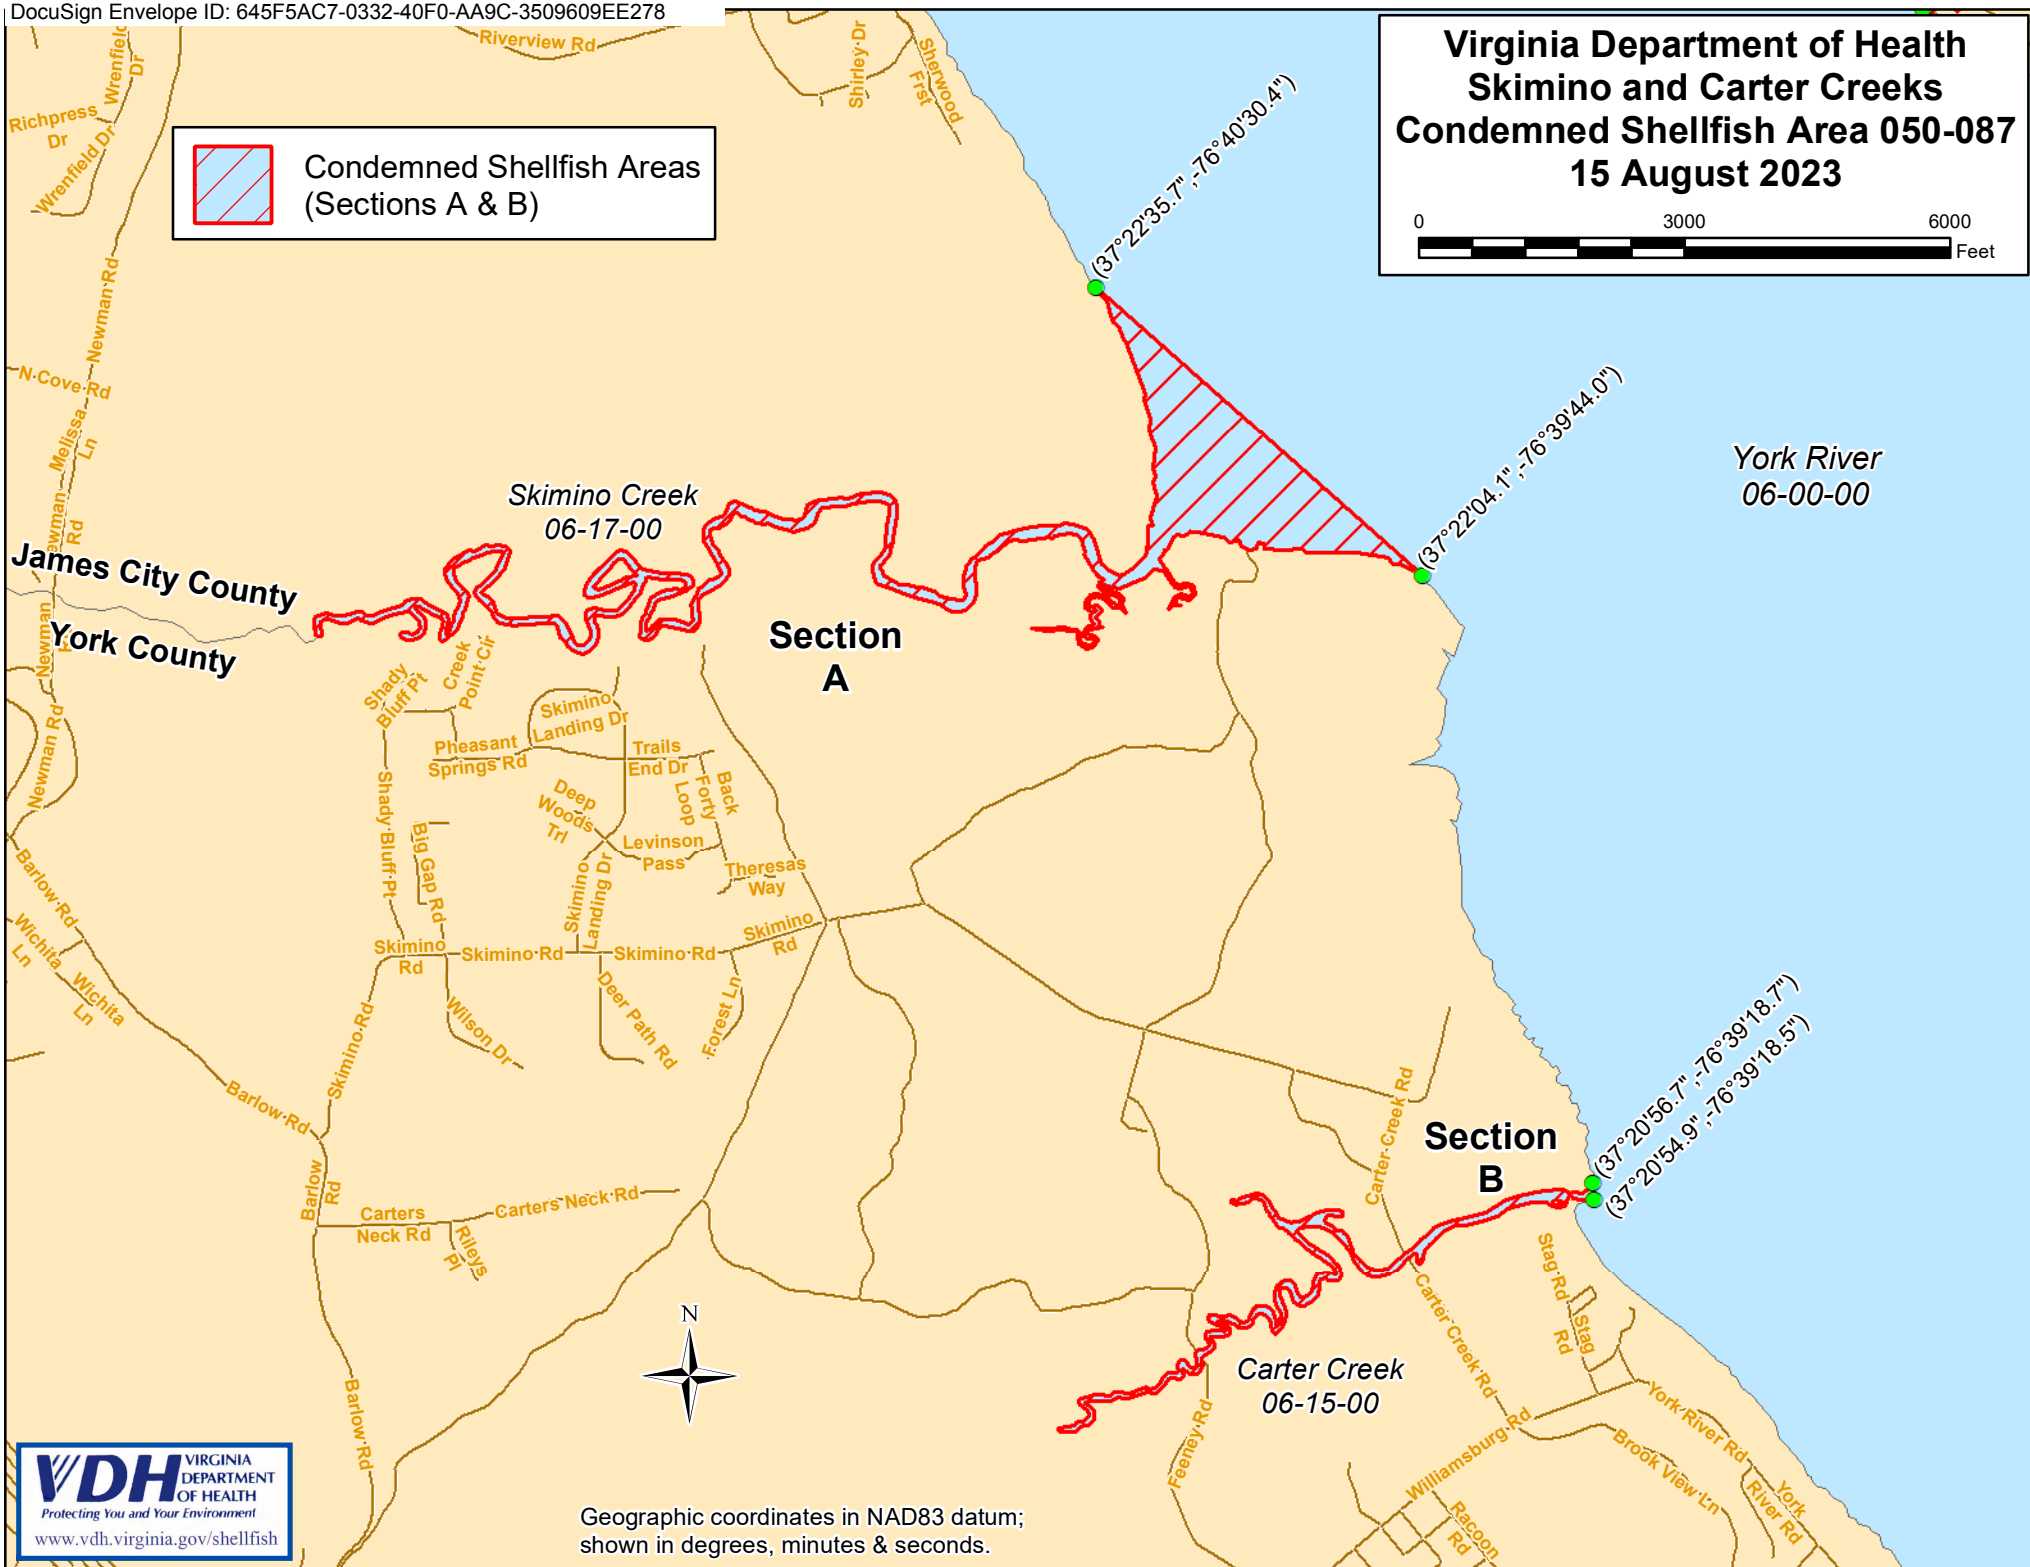 DocuSign Envelope ID: 645F5AC7-0332-40F0-AA9C-3509609EE278
Virginia Department of Health
Skimino and Carter Creeks
Condemned Shellfish Area 050-087
15 August 2023
0 3000 6000
Feet
Condemned Shellfish Areas
(Sections A & B)
Riverview Rd
Shirley Dr
Sherwood
Frst
Wrenfield
Dr
Richpress
Dr
Wrenfield Dr
(37°22'35.7" ,-76°40'30.4")
(37°22'04.1" ,-76°39'44.0")
Newman Rd
N Cove Rd
Melissa
Ln
Newman
Rd
York River
06-00-00
Skimino Creek
06-17-00
James City County
York County
Newman
Newman Rd
Section
A
Shady
Bluff Pt
Creek
Point Cir
Skimino
Landing Dr
Pheasant
Springs Rd
Trails
End Dr
Back
Forty
Loop
Deep
Woods
Trl
Levinson
Pass
Theresas
Way
Shady Bluff Pt
Big Gap Rd
Skimino
Landing Dr
Barlow Rd
Wichita
Ln
Wichita
Ln
Skimino
Rd
Skimino Rd
Skimino Rd
Skimino
Rd
Wilson Dr
Deer Path Rd
Forest Ln
Skimino Rd
Barlow Rd
Barlow
Rd
Carters
Neck Rd
Carters Neck Rd
Rileys
Pl
Barlow Rd
Carter Creek Rd
Section
B
(37°20'56.7" ,-76°39'18.7")
(37°20'54.9" ,-76°39'18.5")
Stag Rd
Stag
Rd
Carter Creek Rd
Carter Creek
06-15-00
Feeney Rd
Williamsburg Rd
York River Rd
Brook View Ln
York
River Rd
Racoon
Rd
N
VDH VIRGINIA
DEPARTMENT
OF HEALTH
Protecting You and Your Environment
www.vdh.virginia.gov/shellfish
Geographic coordinates in NAD83 datum;
shown in degrees, minutes & seconds.